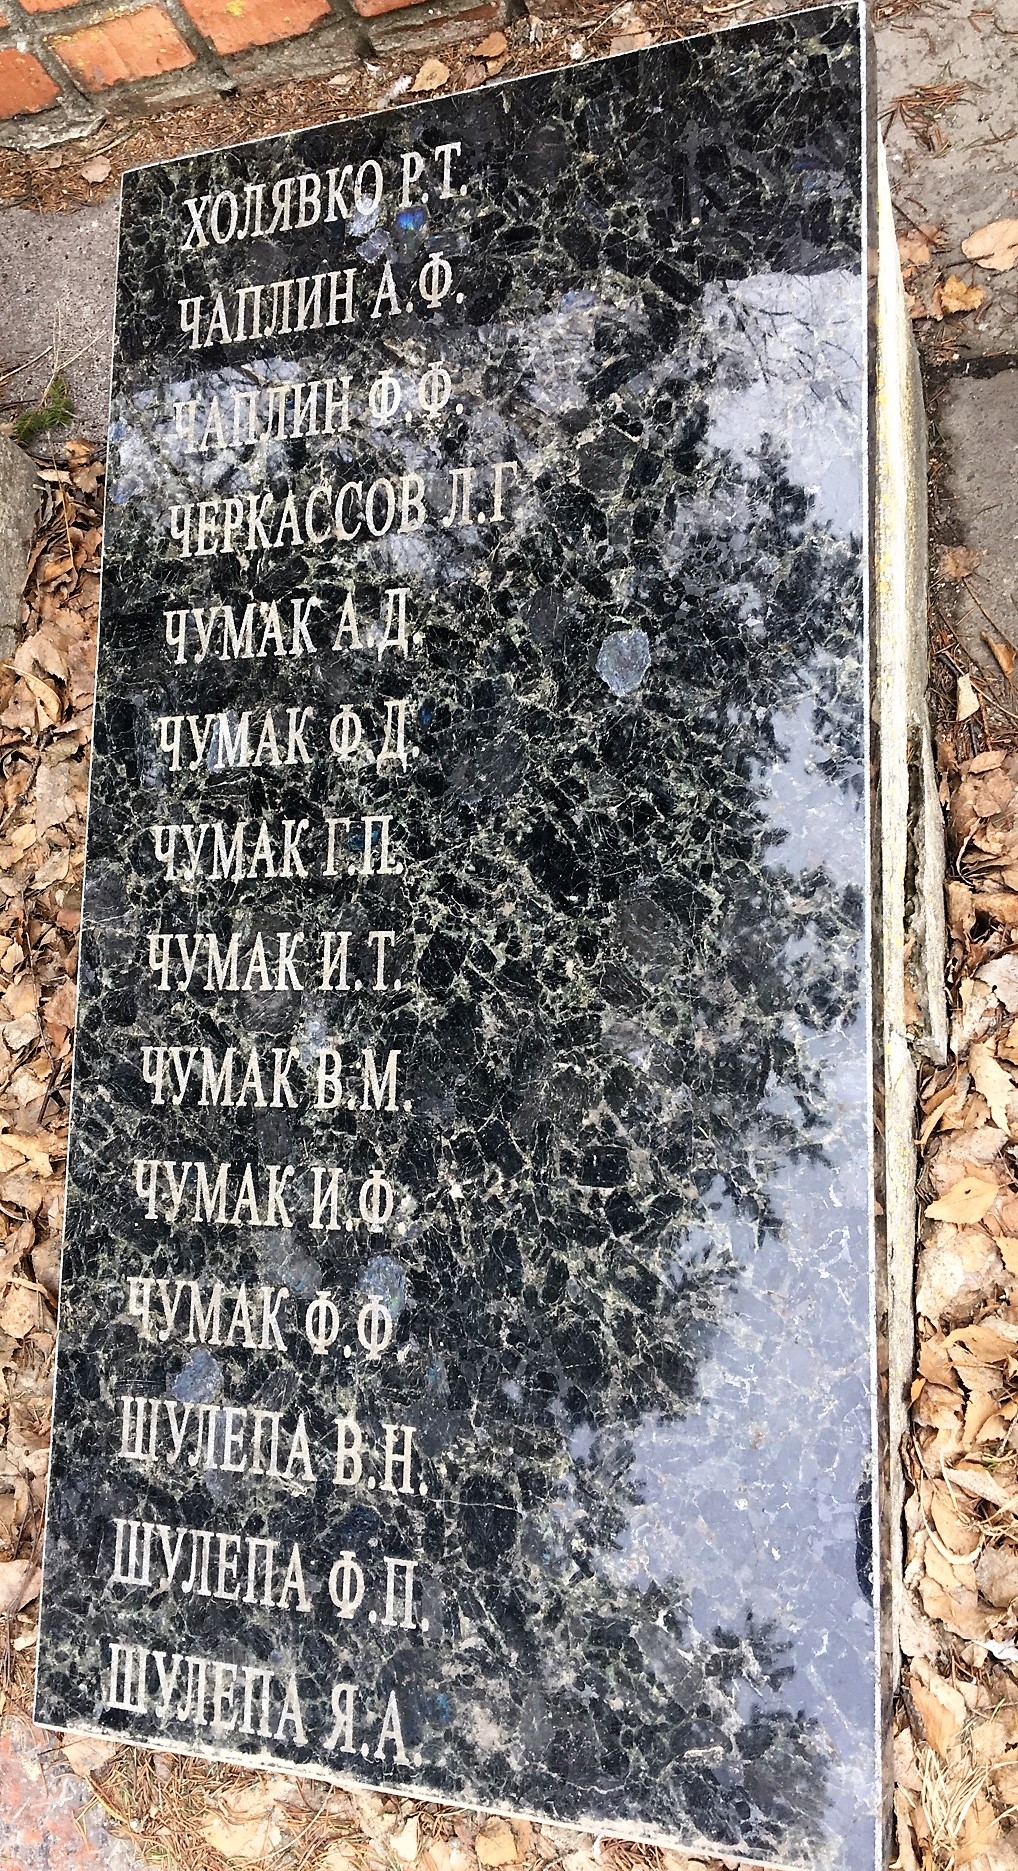 ХОЛЯВКО Р.Т.
ЧАПЛИН А.Ф.
ЧАПЛИН Ф.Ф.
ЧЕРКАССОВ Л.Г.
ЧУМАК А.Д.
ЧУМАК Ф.Д.
ЧУМАК Г.П.
ЧУМАК И.Т.
ЧУМАК В.М.
ЧУМАК И.Ф.
ЧУМАК Ф.Ф.
ШУЛЕПА В.Н.
ШУЛЕПА Ф.П.
ШУЛЕПА Я.А.